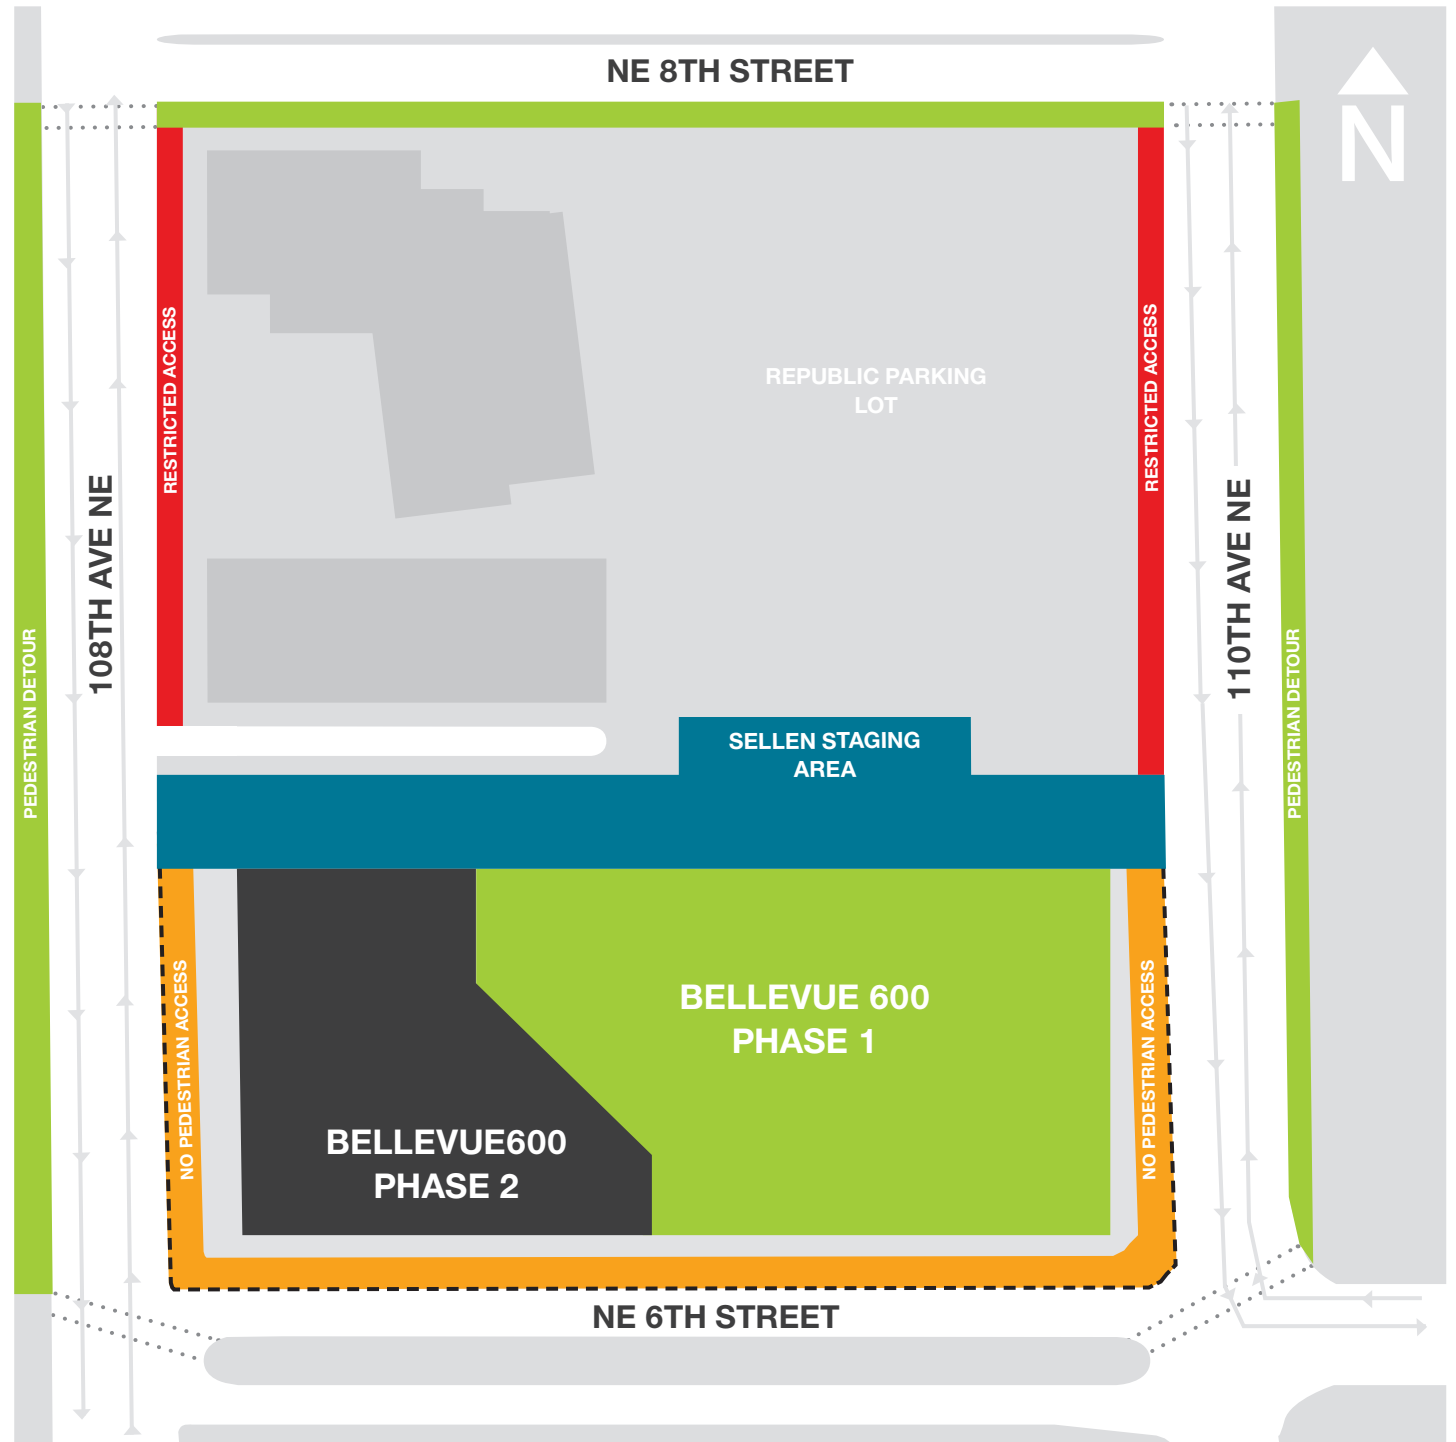 NE 8TH STREET
N
RESTRICTED ACCESS
REPUBLIC PARKING
LOT
RESTRICTED ACCESS
108TH AVE NE
110TH AVE NE
PEDESTRIAN DETOUR
PEDESTRIAN DETOUR
SELLEN STAGING
AREA
NO PEDESTRIAN ACCESS
BELLEVUE 600
PHASE 1
NO PEDESTRIAN ACCESS
BELLEVUE600
PHASE 2
NE 6TH STREET